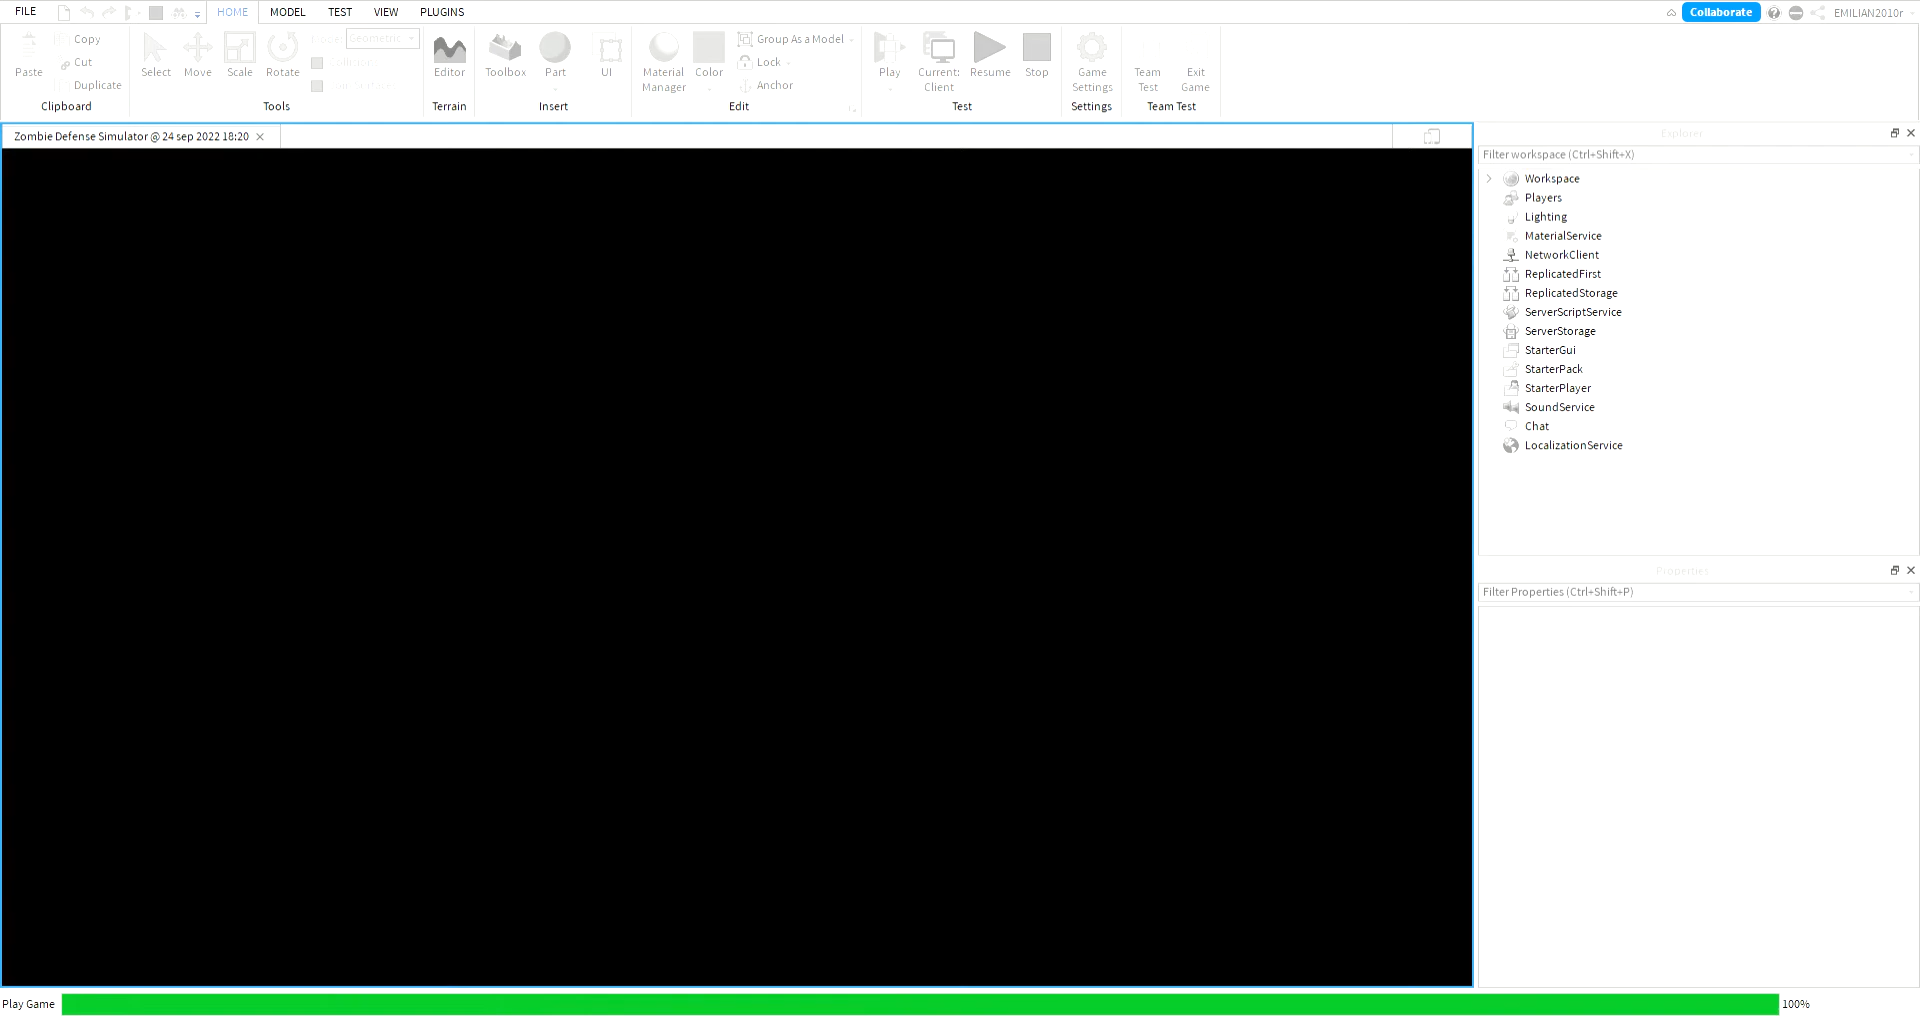 FILE HOME MODEL TEST VIEW PLUGINS Collaborate EMILIAN2010r
Paste Copy Cut Duplicate
Clipboard
Select Move Scale Rotate Geometric
Tools
Editor
Terrain
Toolbox Part UI
Insert
Material Manager Color Group As a Model Lock Anchor
Edit
Play Current: Client Resume Stop
Test
Game Settings
Settings
Team Test Exit Game
Team Test
Zombie Defense Simulator @ 24 sep 2022 18:20
Explorer
Filter workspace (Ctrl+Shift+X)
Workspace
Players
Lighting
MaterialService
NetworkClient
ReplicatedFirst
ReplicatedStorage
ServerScriptService
ServerStorage
StarterGui
StarterPack
StarterPlayer
SoundService
Chat
LocalizationService
Properties
Filter Properties (Ctrl+Shift+P)
Play Game 100%